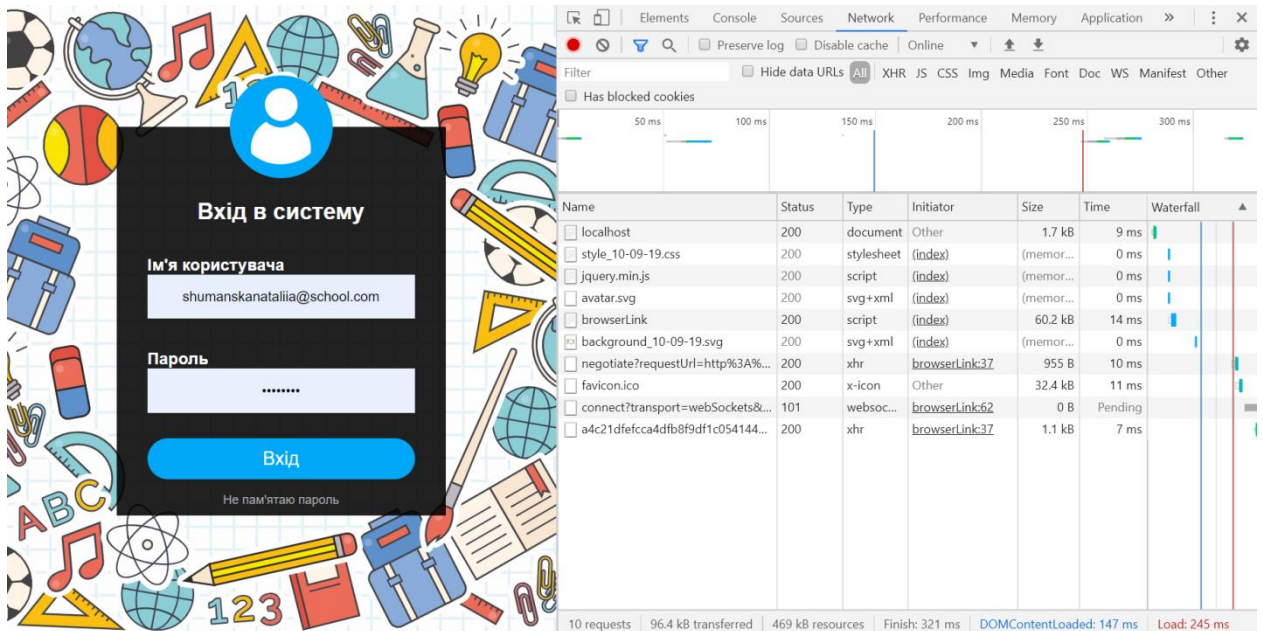 Вхід в систему
Ім'я користувача
shumanskanataliia@school.com
Пароль
••••••••
Вхід
Не пам'ятаю пароль
ABC
123
Elements Console Sources Network Performance Memory Application »
Preserve log Disable cache Online
Filter Hide data URLs All XHR JS CSS Img Media Font Doc WS Manifest Other
Has blocked cookies
50 ms 100 ms 150 ms 200 ms 250 ms 300 ms
Name Status Type Initiator Size Time Waterfall
localhost 200 document Other 1.7 kB 9 ms
style_10-09-19.css 200 stylesheet (index) (memor... 0 ms
jquery.min.js 200 script (index) (memor... 0 ms
avatar.svg 200 svg+xml (index) (memor... 0 ms
browserLink 200 script (index) 60.2 kB 14 ms
background_10-09-19.svg 200 svg+xml (index) (memor... 0 ms
negotiate?requestUrl=http%3A%... 200 xhr browserLink:37 955 B 10 ms
favicon.ico 200 x-icon Other 32.4 kB 11 ms
connect?transport=webSockets&... 101 websoc... browserLink:62 0 B Pending
a4c21dfefcca4dfb8f9df1c054144... 200 xhr browserLink:37 1.1 kB 7 ms
10 requests 96.4 kB transferred 469 kB resources Finish: 321 ms DOMContentLoaded: 147 ms Load: 245 ms